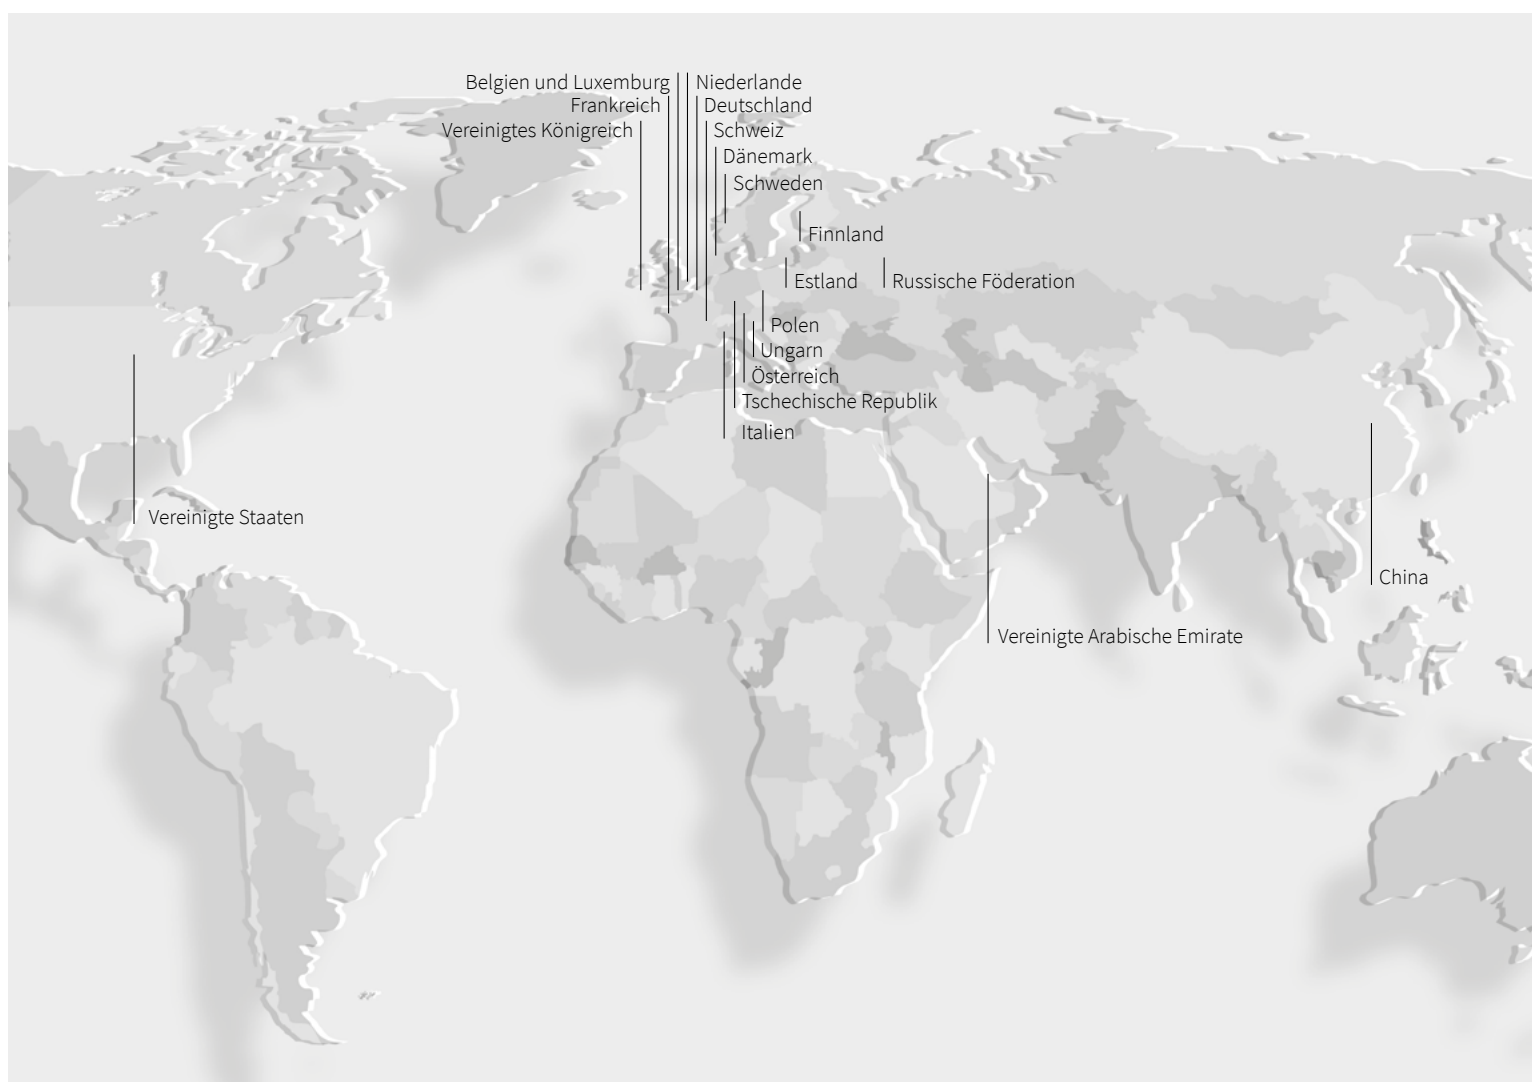 Belgien und Luxemburg
Niederlande
Frankreich
Deutschland
Vereinigtes Königreich
Schweiz
Dänemark
Schweden
Finnland
Estland
Russische Föderation
Polen
Ungarn
Österreich
Tschechische Republik
Italien
Vereinigte Staaten
China
Vereinigte Arabische Emirate